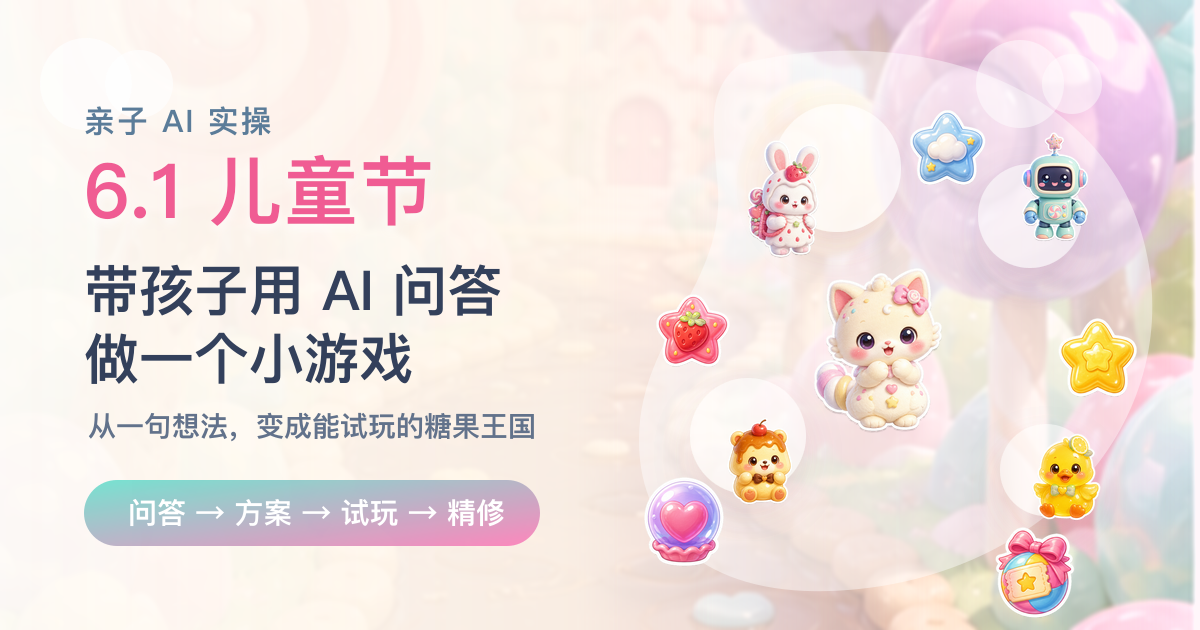 亲子 AI 实操
6.1 儿童节
带孩子用 AI 问答
做一个小游戏
从一句想法，变成能试玩的糖果王国
问答 → 方案 → 试玩 → 精修